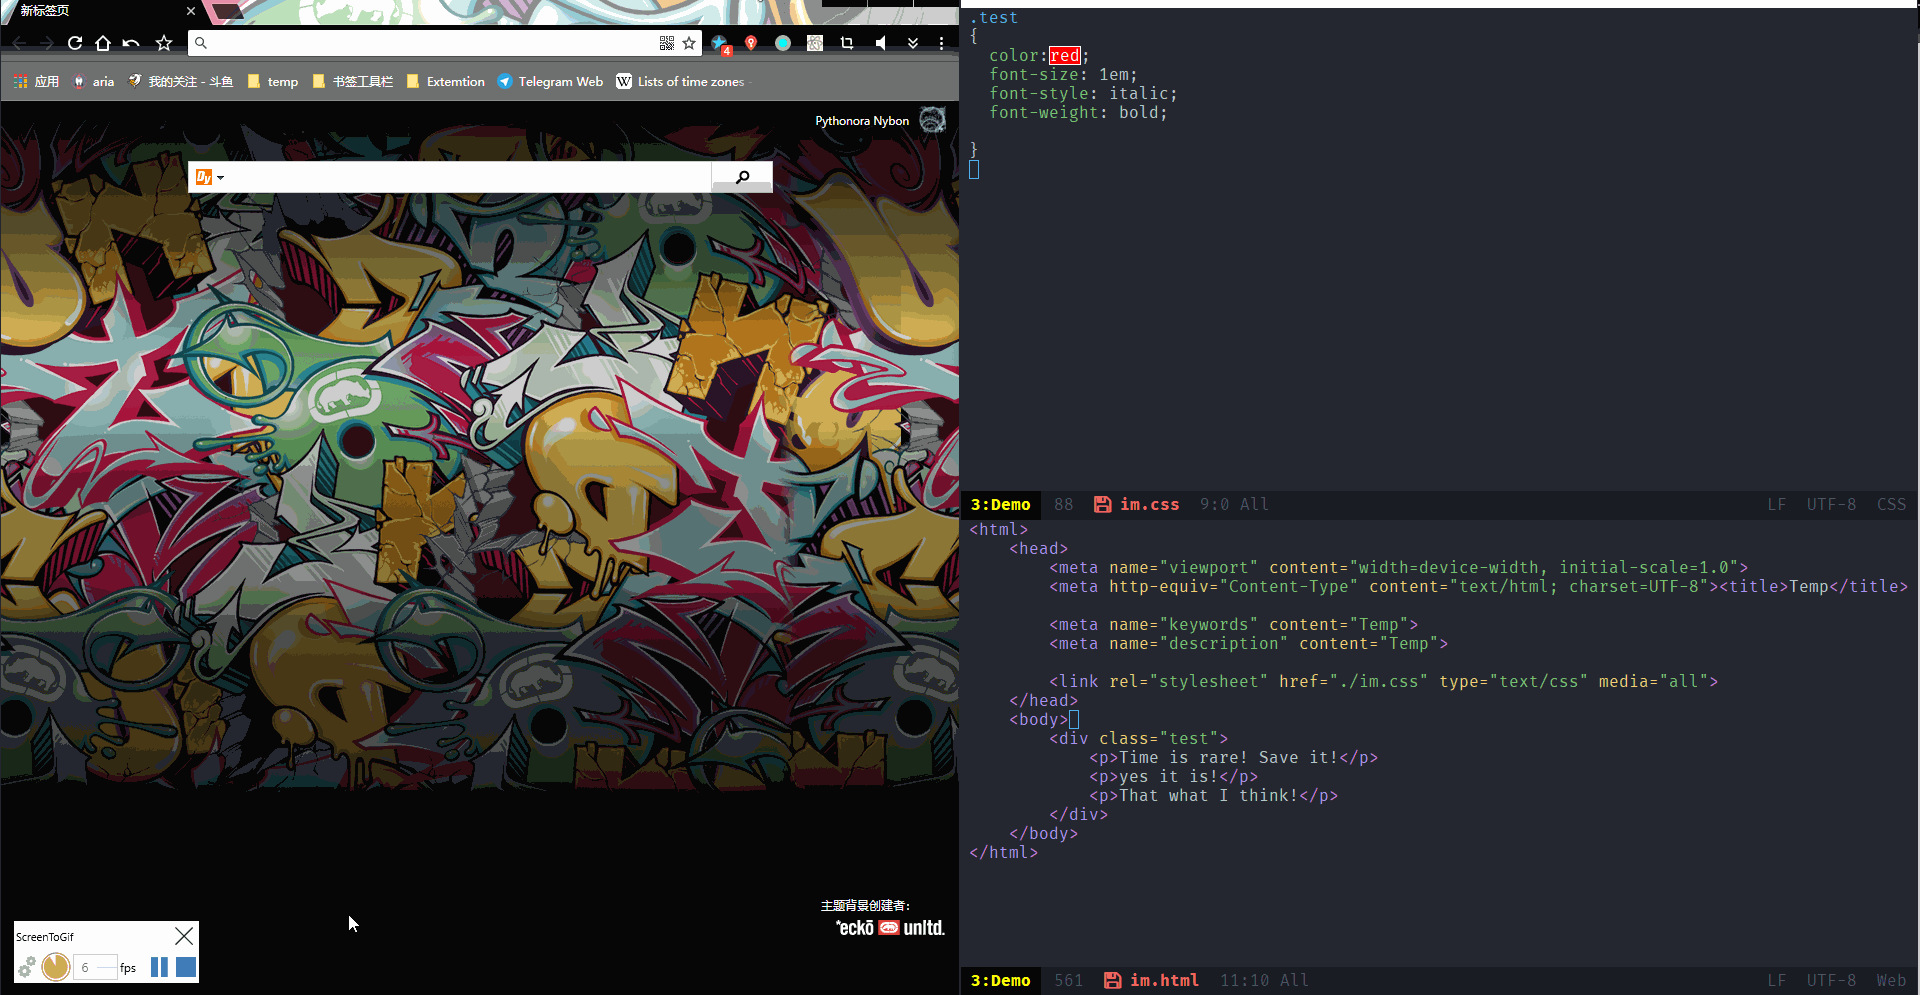 新标签页
4
应用 aria 我的关注 - 斗鱼 temp 书签工具栏 Extemtion Telegram Web Lists of time zones
Pythonora Nybon
Dy
主题背景创建者:
*eckō unltd.
ScreenToGif
6 fps
.test
{
  color:red;
  font-size: 1em;
  font-style: italic;
  font-weight: bold;
}
3:Demo 88 im.css 9:0 All LF UTF-8 CSS
<html>
    <head>
        <meta name="viewport" content="width=device-width, initial-scale=1.0">
        <meta http-equiv="Content-Type" content="text/html; charset=UTF-8"><title>Temp</title>
        <meta name="keywords" content="Temp">
        <meta name="description" content="Temp">
        <link rel="stylesheet" href="./im.css" type="text/css" media="all">
    </head>
    <body>
        <div class="test">
            <p>Time is rare! Save it!</p>
            <p>yes it is!</p>
            <p>That what I think!</p>
        </div>
    </body>
</html>
3:Demo 561 im.html 11:10 All LF UTF-8 Web